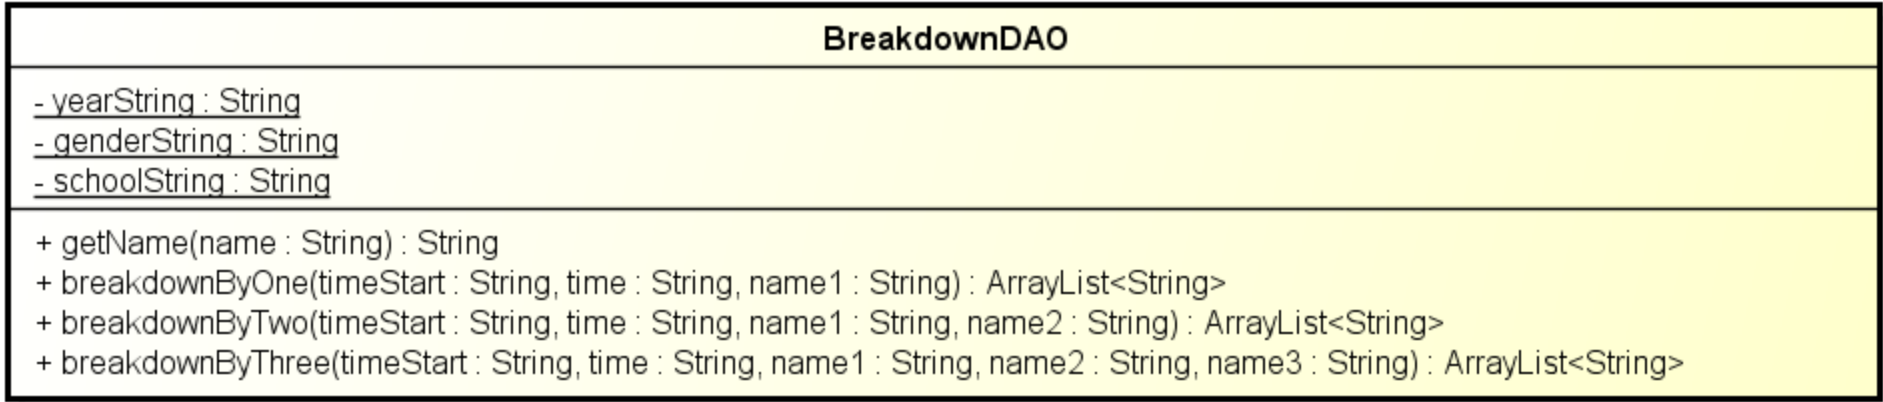 BreakdownDAO
- yearString : String
- genderString : String
- schoolString : String
+ getName(name : String) : String
+ breakdownByOne(timeStart : String, time : String, name1 : String) : ArrayList<String>
+ breakdownByTwo(timeStart : String, time : String, name1 : String, name2 : String) : ArrayList<String>
+ breakdownByThree(timeStart : String, time : String, name1 : String, name2 : String, name3 : String) : ArrayList<String>